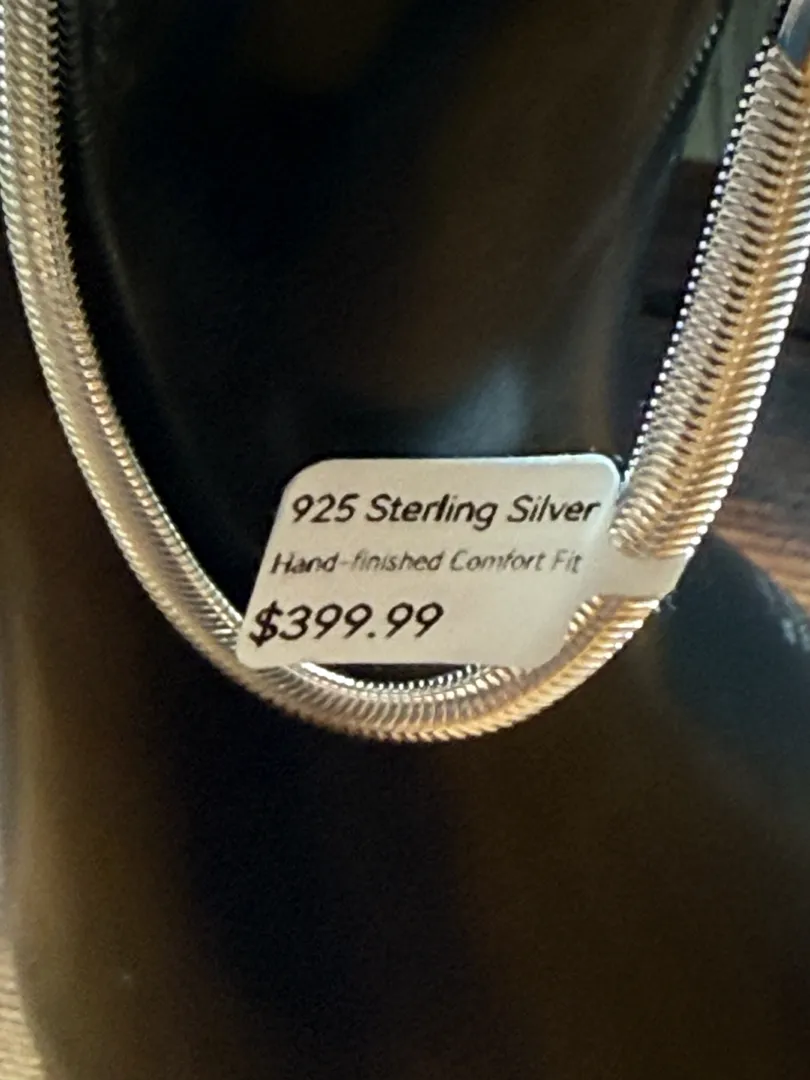 925 Sterling Silver
Hand-finished Comfort Fit
$399.99